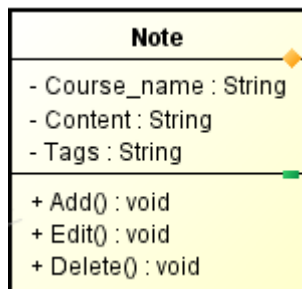 Note
- Course_name : String
- Content : String
- Tags : String
+ Add() : void
+ Edit() : void
+ Delete() : void